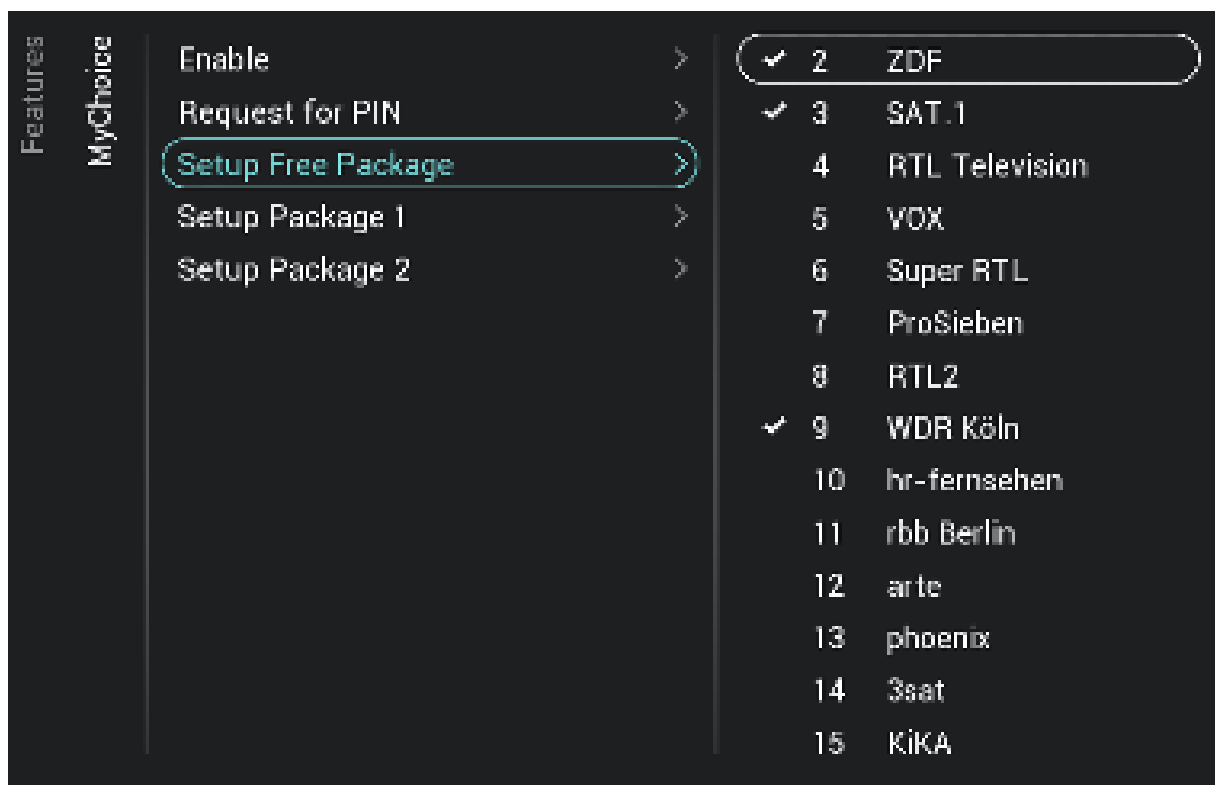 Features
MyChoice
Enable
Request for PIN
Setup Free Package
Setup Package 1
Setup Package 2
2 ZDF
3 SAT.1
4 RTL Television
5 VOX
6 Super RTL
7 ProSieben
8 RTL2
9 WDR Köln
10 hr-fernsehen
11 rbb Berlin
12 arte
13 phoenix
14 3sat
15 KiKA